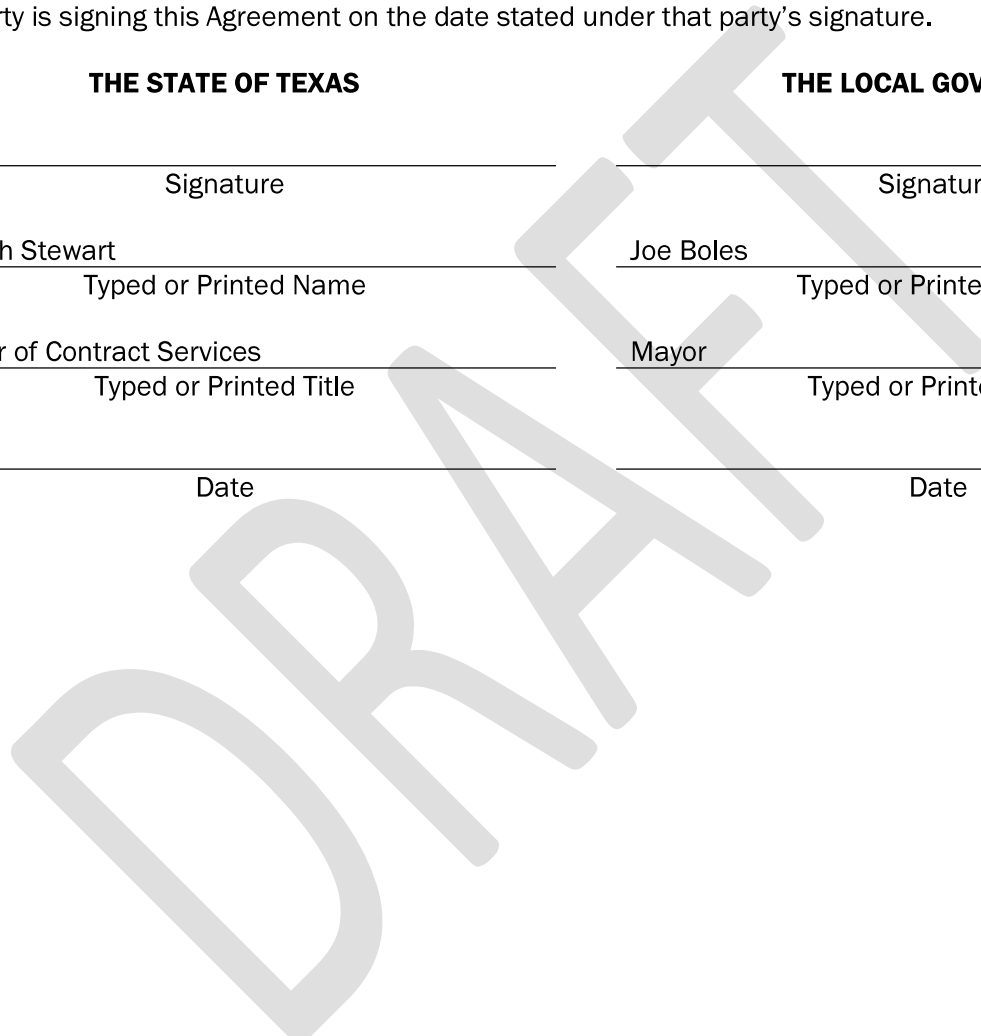 rty is signing this Agreement on the date stated under that party’s signature.
THE STATE OF TEXAS
THE LOCAL GOV
Signature
Signatur
h Stewart
Joe Boles
Typed or Printed Name
Typed or Printe
r of Contract Services
Mayor
Typed or Printed Title
Typed or Printe
Date
Date
DRAFT